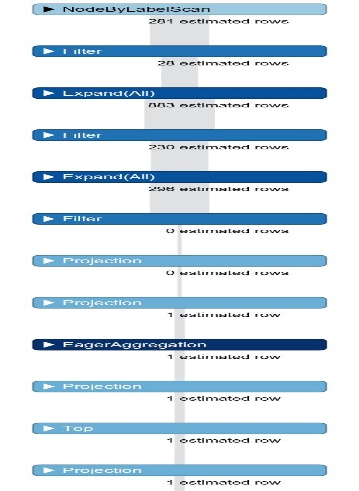 NodeByLabelScan
281 estimated rows
Filter
28 estimated rows
Expand(All)
883 estimated rows
Filter
230 estimated rows
Expand(All)
298 estimated rows
Filter
0 estimated rows
Projection
0 estimated rows
Projection
1 estimated row
EagerAggregation
1 estimated row
Projection
1 estimated row
Top
1 estimated row
Projection
1 estimated row